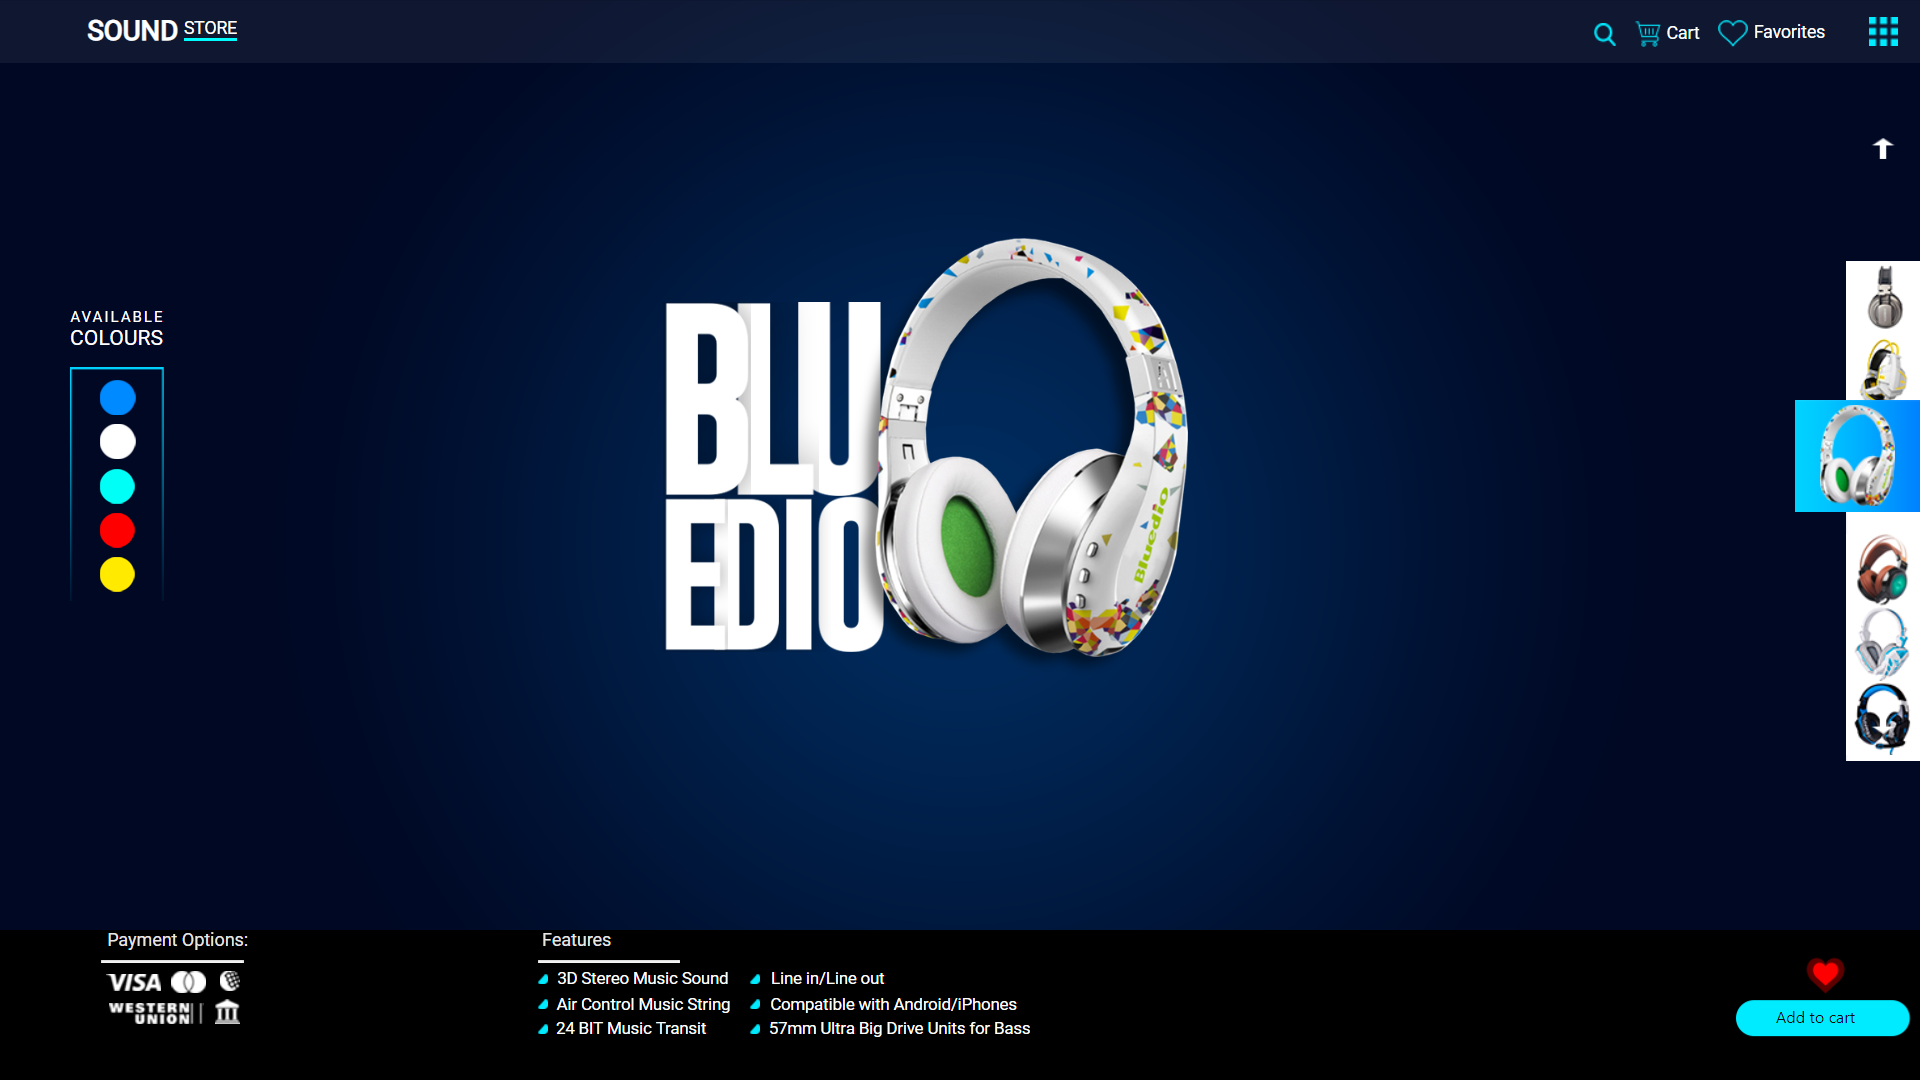 SOUND STORE
Cart
Favorites
AVAILABLE
COLOURS
BLU
EDIO
Bluedio
Payment Options:
VISA
WESTERN
UNION
Features
3D Stereo Music Sound
Air Control Music String
24 BIT Music Transit
Line in/Line out
Compatible with Android/iPhones
57mm Ultra Big Drive Units for Bass
Add to cart